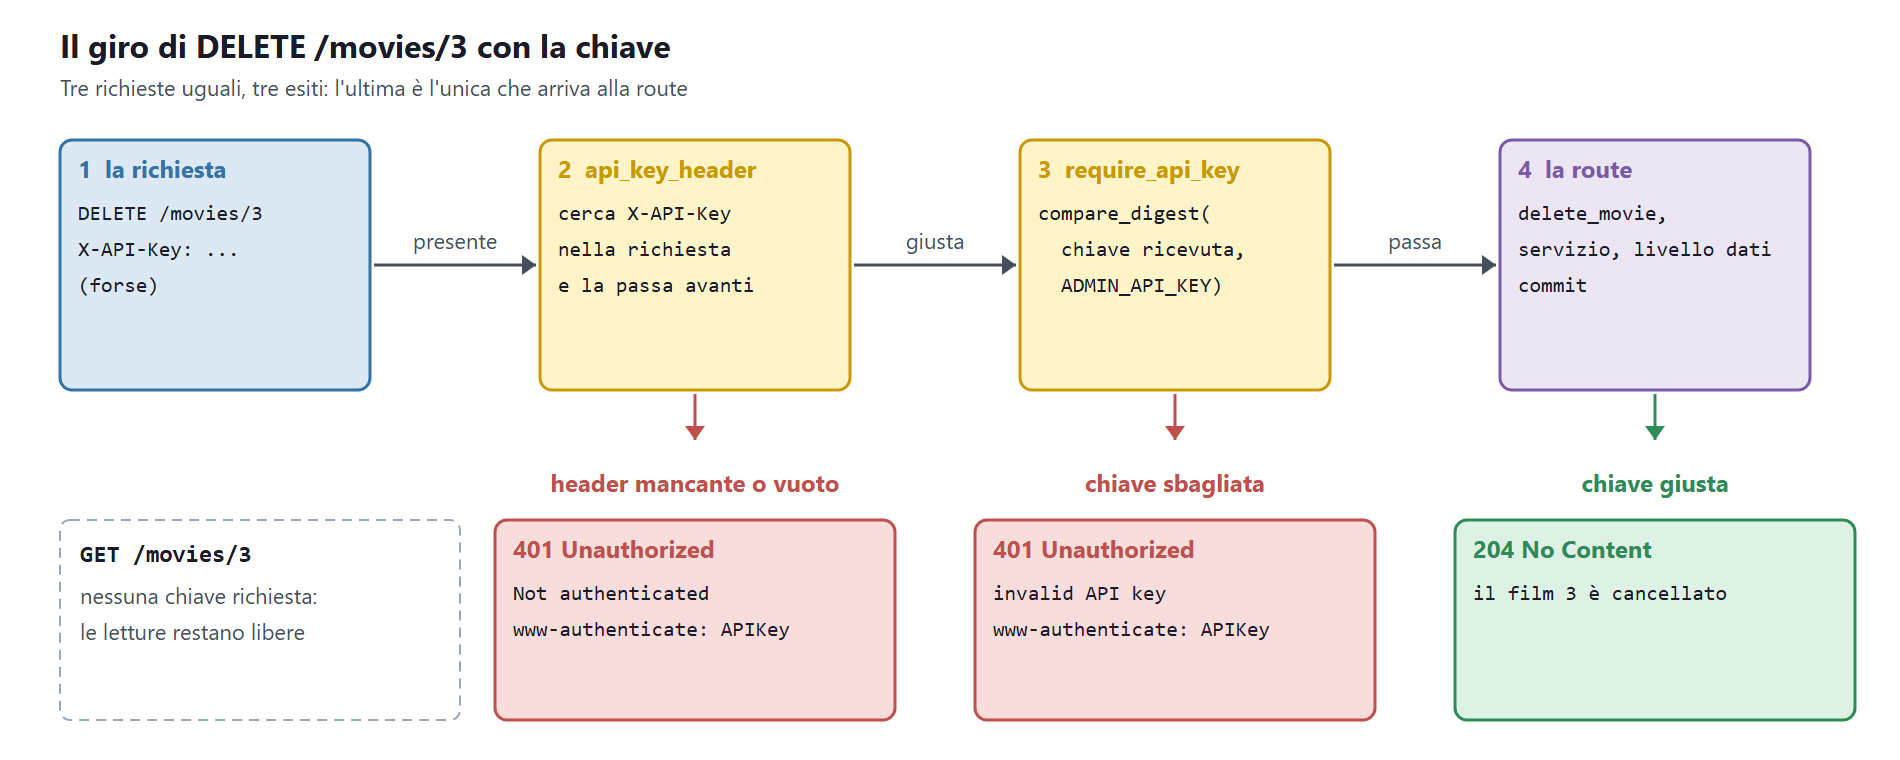 Il giro di DELETE /movies/3 con la chiave
Tre richieste uguali, tre esiti: l'ultima è l'unica che arriva alla route
1 la richiesta
DELETE /movies/3
X-API-Key: ...
(forse)
presente
2 api_key_header
cerca X-API-Key
nella richiesta
e la passa avanti
giusta
3 require_api_key
compare_digest(
chiave ricevuta,
ADMIN_API_KEY)
passa
4 la route
delete_movie,
servizio, livello dati
commit
header mancante o vuoto
chiave sbagliata
chiave giusta
GET /movies/3
nessuna chiave richiesta:
le letture restano libere
401 Unauthorized
Not authenticated
www-authenticate: APIKey
401 Unauthorized
invalid API key
www-authenticate: APIKey
204 No Content
il film 3 è cancellato